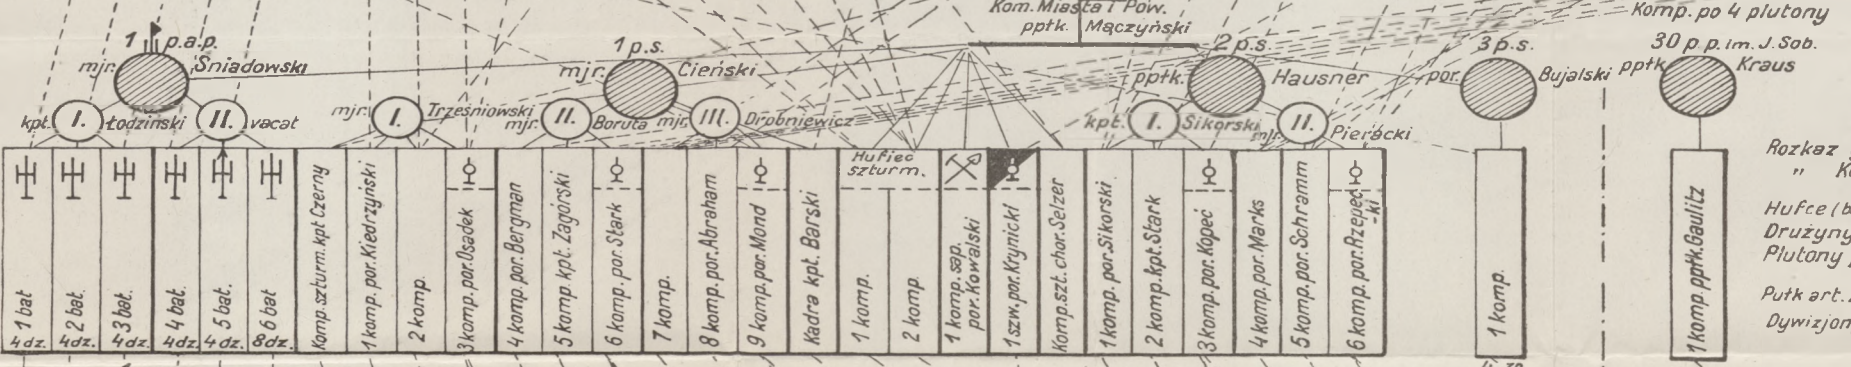 Kom. Miasta i Pow.
ppłk. Mączyński
Komp. po 4 plutony
1 p.a.p.
mjr. Śniadowski
1 p.s.
mjr. Cieński
2 p.s.
ppłk. Hausner
3 p.s.
por. Bujalski
30 p.p. im. J. Sob.
ppłk. Kraus
kpt. I. Łodziński
II. vacat
mjr. I. Trześniowski
mjr. II. Boruta
mjr. III. Drobniewicz
kpt. I. Sikorski
mjr. II. Pieracki
1 bat
4 dz.
2 bat.
4 dz.
3 bat.
4 dz.
4 bat.
4 dz.
5 bat.
4 dz.
6 bat
8 dz.
Komp. szturm. kpt Czerny
1 komp. por. Kiedrzyński
2 komp.
3 komp. por. Osadek
4 komp. por. Bergman
5 komp. kpt. Zagórski
6 komp. por. Stark
7 komp.
8 komp. por. Abraham
9 komp. por. Mond
Kadra kpt. Barski
Hufiec
szturm.
1 komp.
2 komp.
1 komp. sap.
por. Kowalski
1 szw. por. Krynicki
Komp. szt. chor. Selzer
1 komp. por. Sikorski
2 komp. kpt. Stark
3 komp. por. Kopeć
4 komp. por. Marks
5 komp. por. Schramm
6 komp. por. Rzepec
-ki
1 komp.
1 komp. ppłk. Gaulitz
Rozkaz
"
Hufce (b
Drużyny
Plutony
Pułk art.
Dywizjon